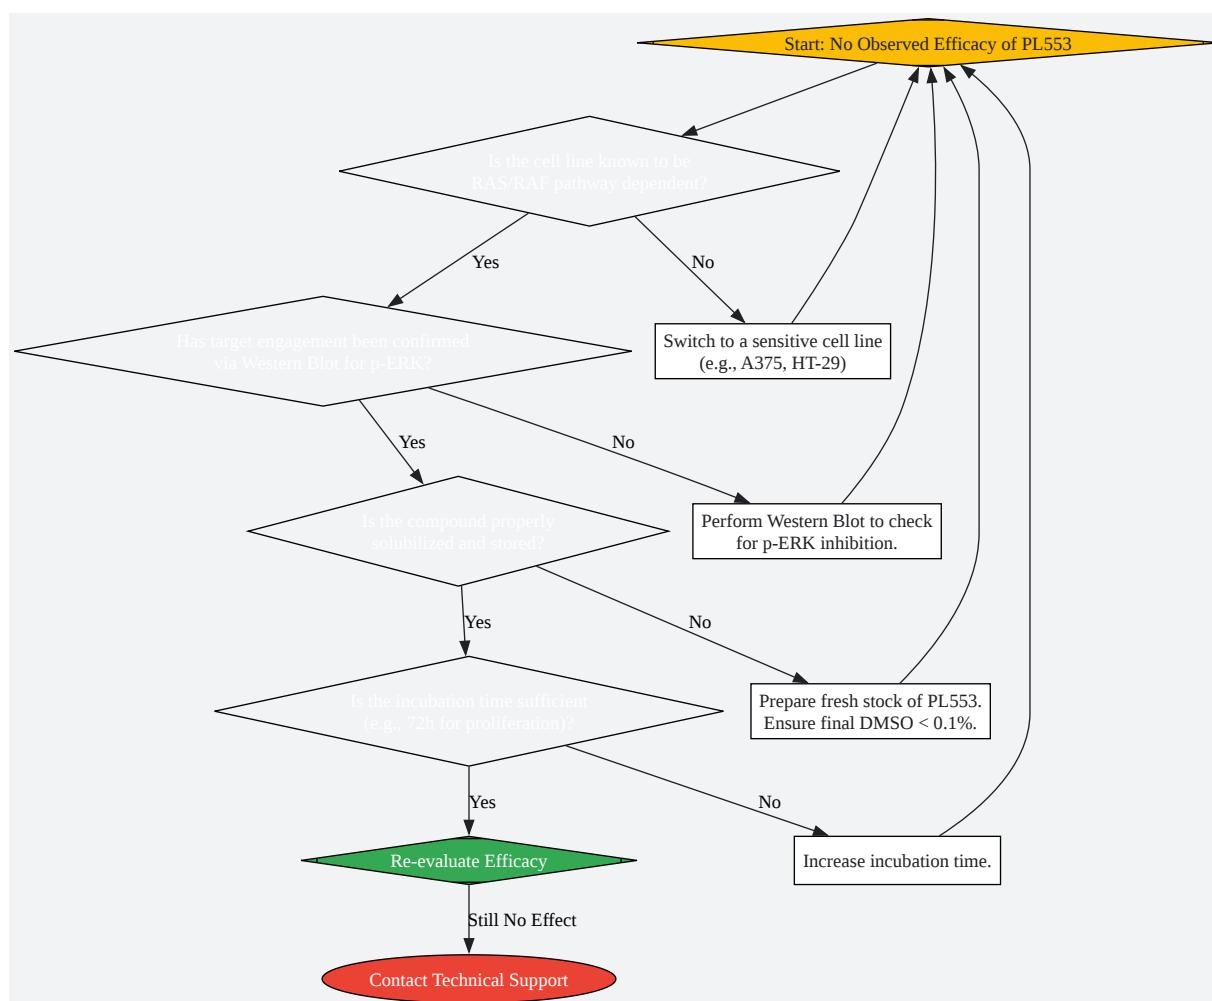 Start: No Observed Efficacy of PL553
Is the cell line known to be
RAS/RAF pathway dependent?
Yes
No
Has target engagement been confirmed
via Western Blot for p-ERK?
Switch to a sensitive cell line
(e.g., A375, HT-29)
Yes
No
Is the compound properly
solubilized and stored?
Perform Western Blot to check
for p-ERK inhibition.
Yes
No
Is the incubation time sufficient
(e.g., 72h for proliferation)?
Prepare fresh stock of PL553.
Ensure final DMSO < 0.1%.
Yes
No
Re-evaluate Efficacy
Increase incubation time.
Still No Effect
Contact Technical Support